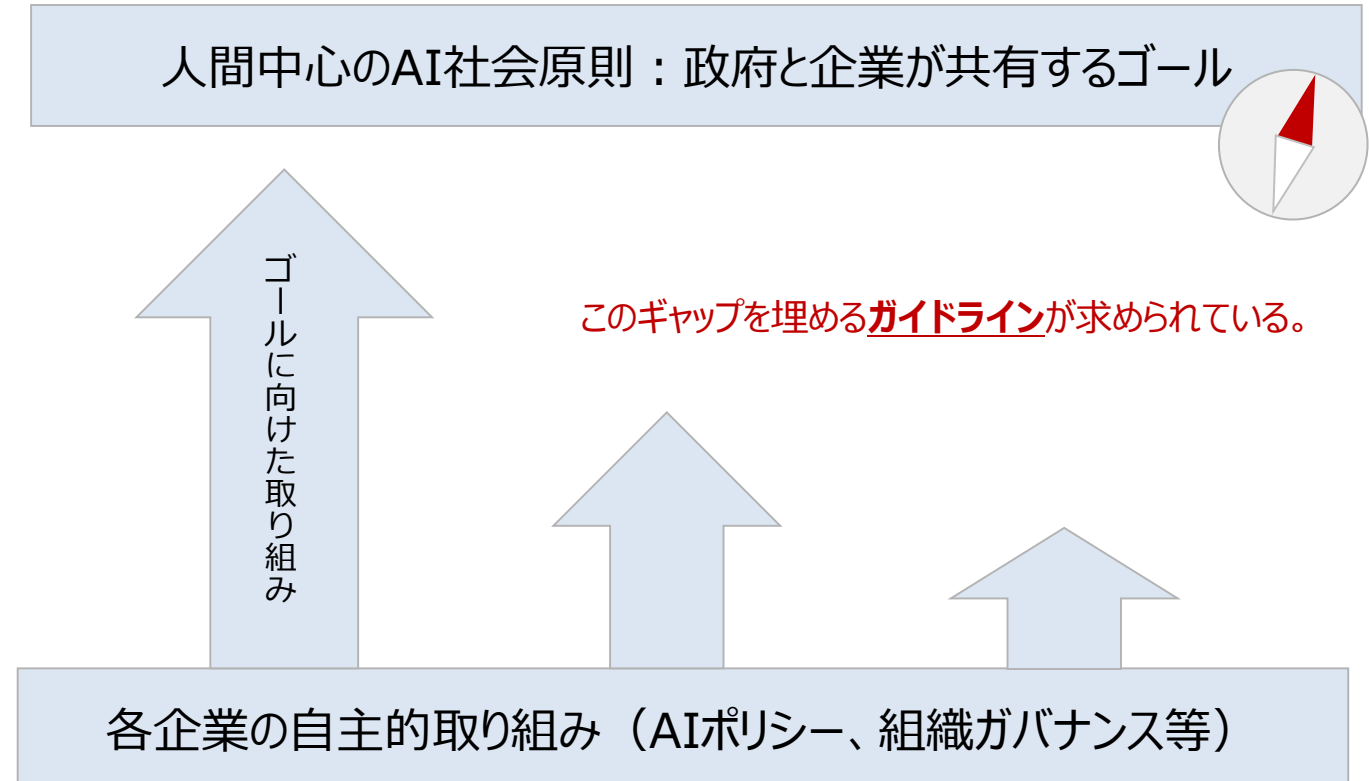 人間中心のAI社会原則：政府と企業が共有するゴール
ゴールに向けた取り組み
このギャップを埋めるガイドラインが求められている。
各企業の自主的取り組み（AIポリシー、組織ガバナンス等）